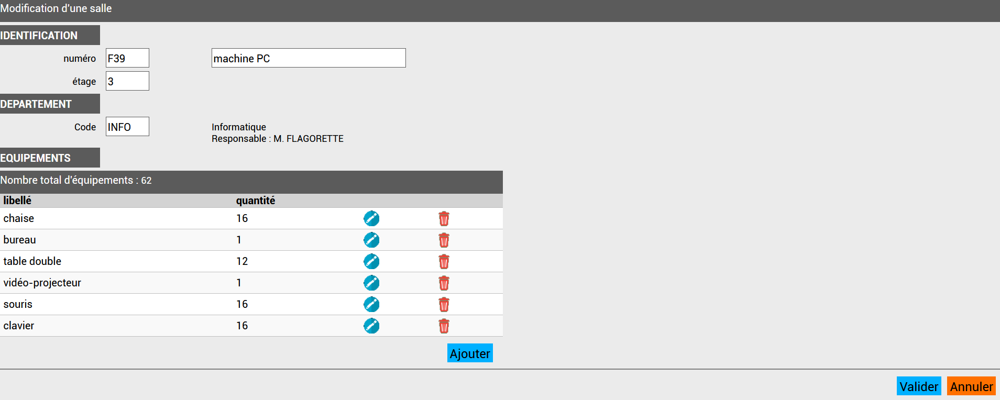 Modification d'une salle
IDENTIFICATION
numéro F39 machine PC
étage 3
DEPARTEMENT
Code INFO Informatique
Responsable : M. FLAGORETTE
EQUIPEMENTS
Nombre total d'équipements : 62
libellé quantité
chaise 16
bureau 1
table double 12
vidéo-projecteur 1
souris 16
clavier 16
Ajouter
Valider Annuler